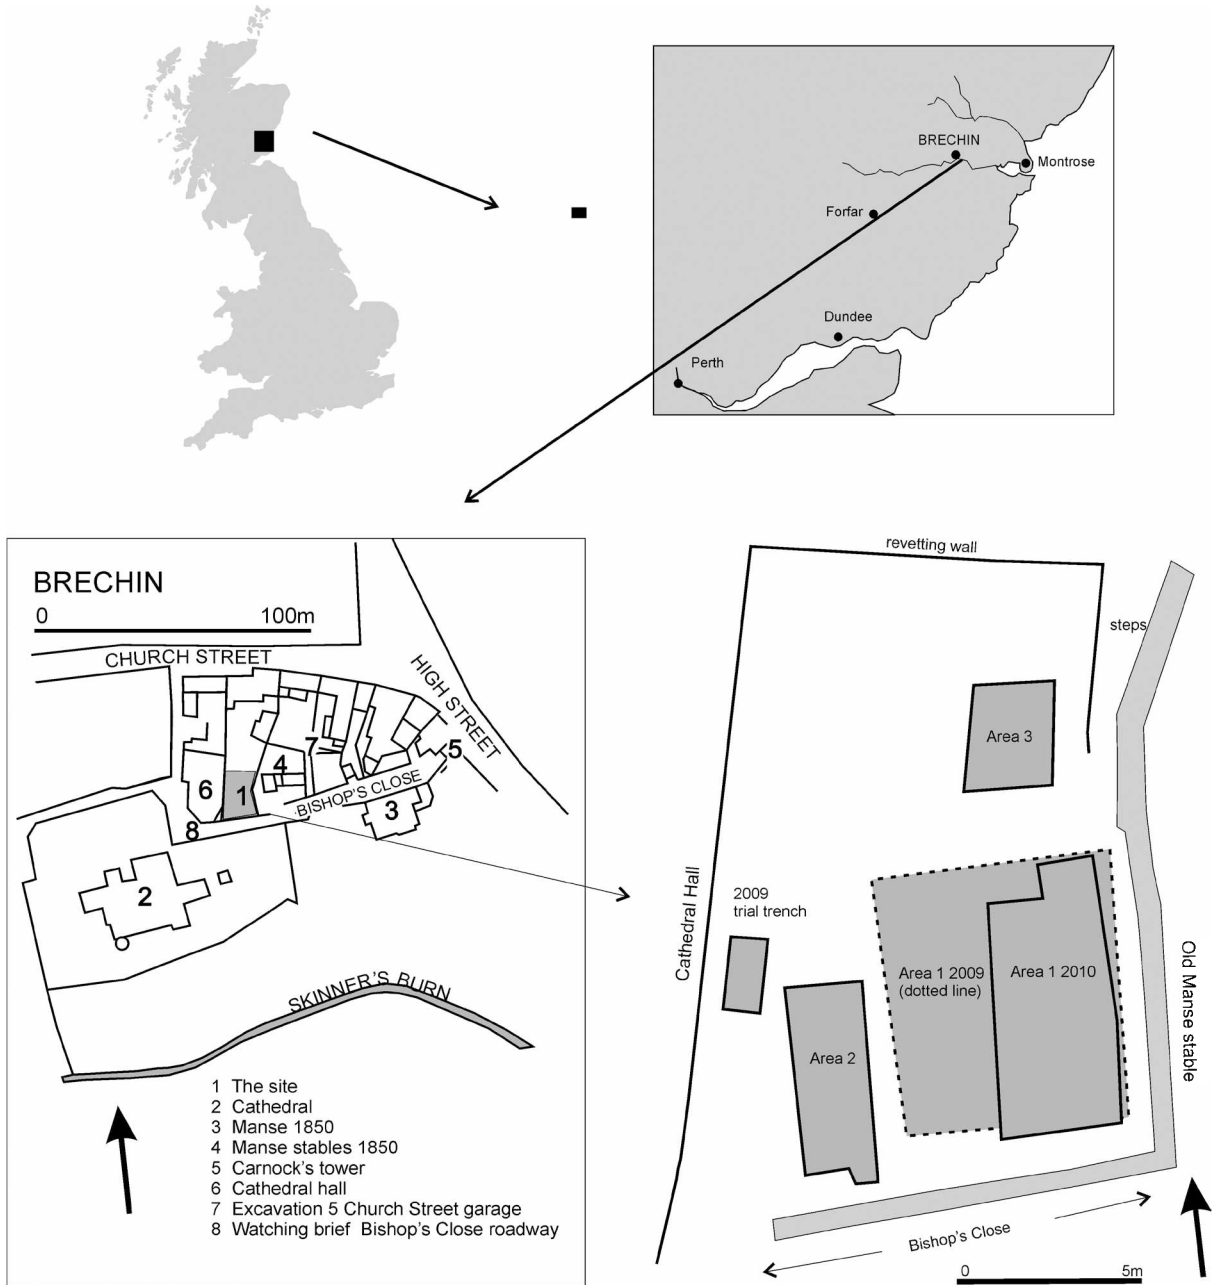 BRECHIN
Montrose
Forfar
Dundee
Perth
BRECHIN
0 100m
CHURCH STREET
HIGH STREET
7
5
4
6
1
BISHOP'S CLOSE
3
8
2
SKINNER'S BURN
1 The site
2 Cathedral
3 Manse 1850
4 Manse stables 1850
5 Carnock's tower
6 Cathedral hall
7 Excavation 5 Church Street garage
8 Watching brief Bishop's Close roadway
revetting wall
steps
Area 3
Cathedral Hall
2009
trial trench
Area 1 2009
(dotted line)
Area 1 2010
Old Manse stable
Area 2
Bishop's Close
0 5m